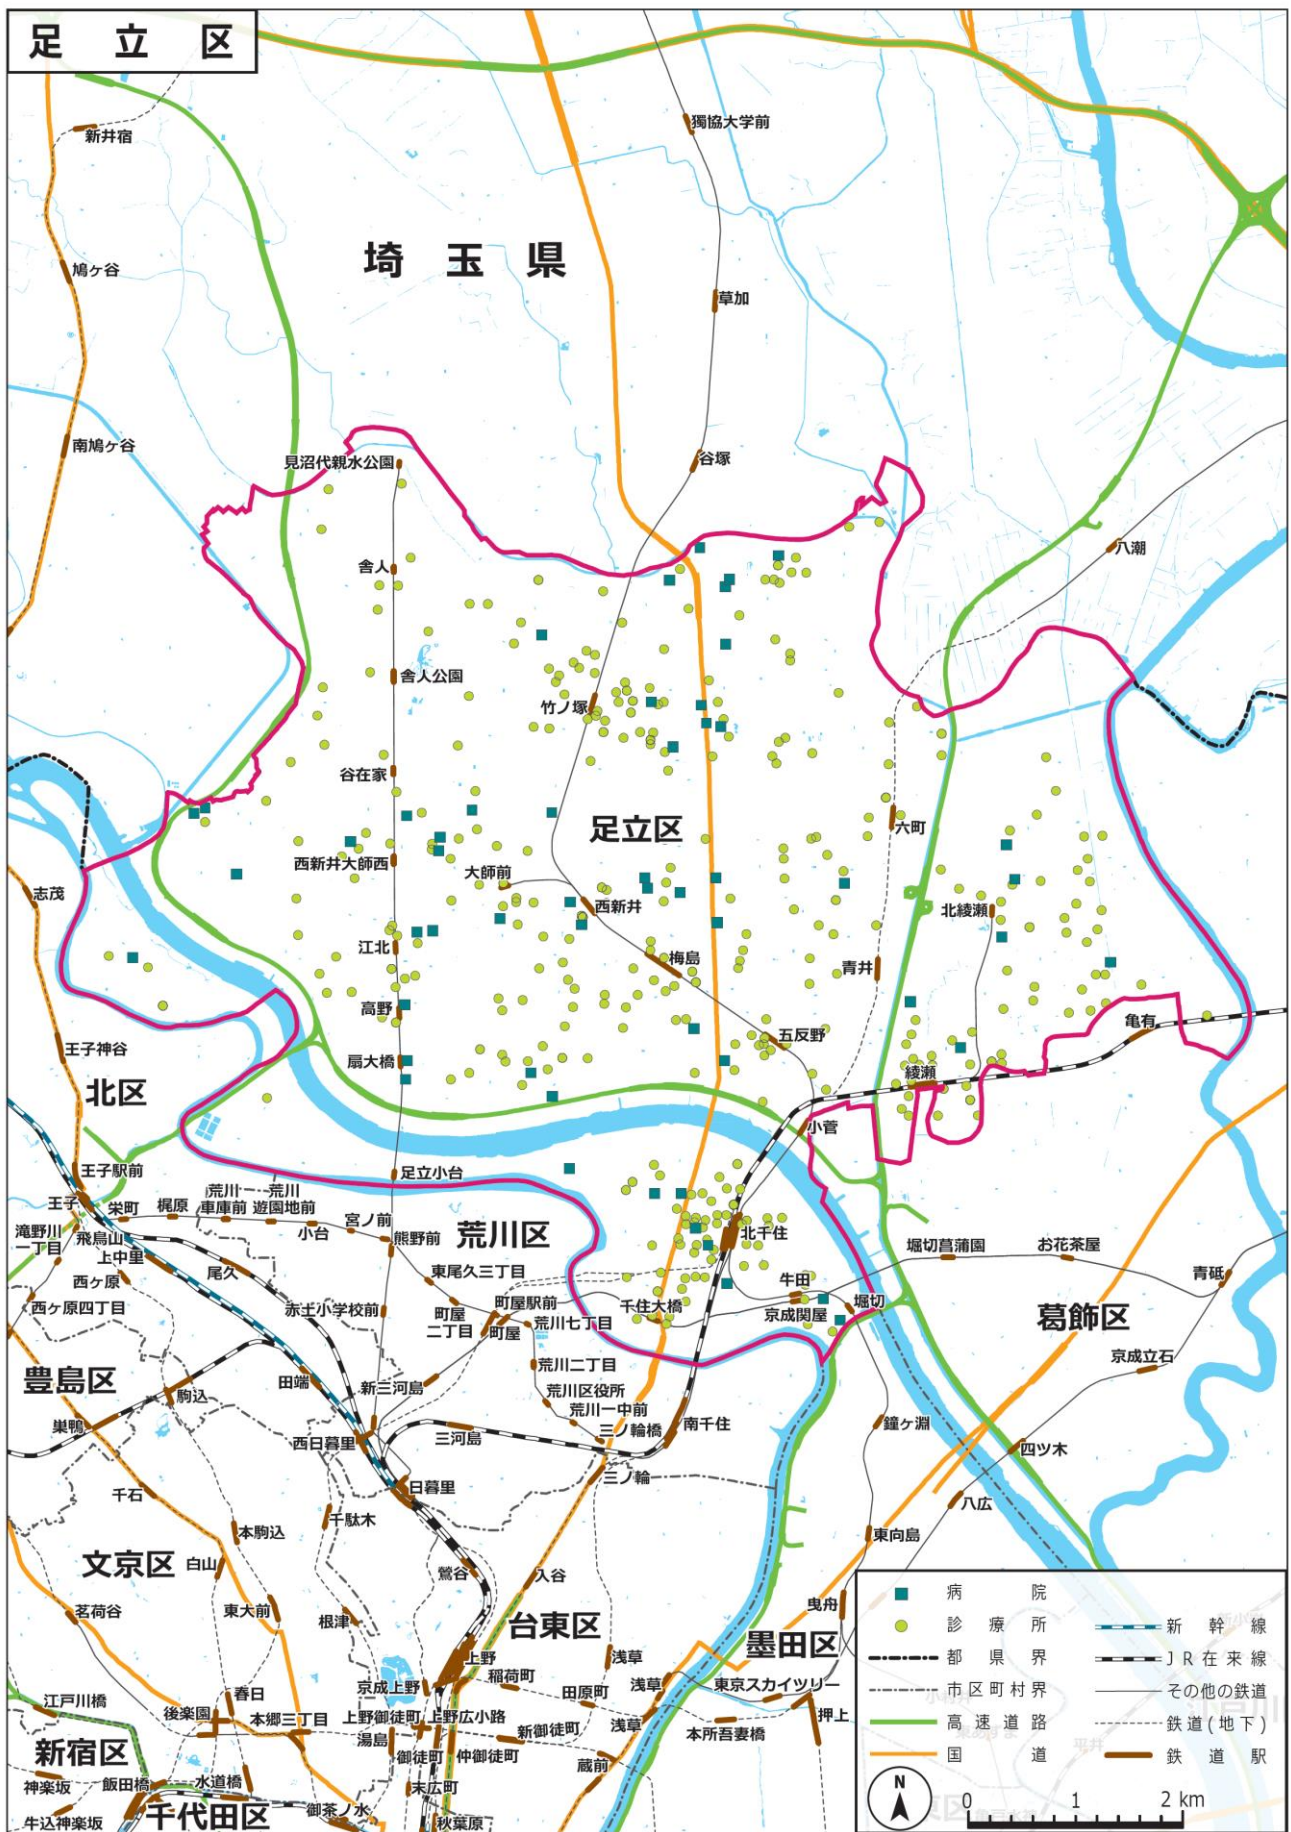 足立区
新井宿
獨協大学前
埼玉県
鳩ヶ谷
草加
南鳩ヶ谷
見沼代親水公園
谷塚
八潮
舎人
舎人公園
竹ノ塚
谷在家
足立区
六町
西新井大師西
大師前
志茂
西新井
北綾瀬
江北
梅島
青井
高野
亀有
五反野
王子神谷
扇大橋
綾瀬
北区
小菅
王子駅前
足立小台
王子
栄町
梶原
荒川
車庫前
荒川
遊園地前
小台
宮ノ前
熊野前
荒川区
北千住
滝野川
一丁目
飛鳥山
上中里
尾久
堀切菖蒲園
お花茶屋
西ヶ原
東尾久三丁目
牛田
青砥
西ヶ原四丁目
赤土小学校前
町屋
二丁目
町屋駅前
町屋
千住大橋
京成関屋
堀切
荒川七丁目
葛飾区
京成立石
豊島区
荒川二丁目
田端
新三河島
駒込
荒川区役所
荒川一中前
巣鴨
西日暮里
三河島
三ノ輪橋
南千住
鐘ヶ淵
四ツ木
日暮里
三ノ輪
千石
八広
千駄木
本駒込
東向島
文京区
白山
鶯谷
入谷
名荷谷
東大前
根津
台東区
曳舟
墨田区
上野
浅草
京成上野
稲荷町
浅草
東京スカイツリー
田原町
江戸川橋
春日
後楽園
本郷三丁目
上野御徒町
上野広小路
浅草
押上
湯島
新御徒町
本所吾妻橋
新宿区
御徒町
仲御徒町
蔵前
神楽坂
飯田橋
水道橋
末広町
牛込神楽坂
千代田区
御茶ノ水
秋葉原
病院
診療所
都県界
市区町村界
高速道路
国道
新幹線
JR在来線
その他の鉄道
鉄道(地下)
鉄道駅
平井
N
0 1 2 km